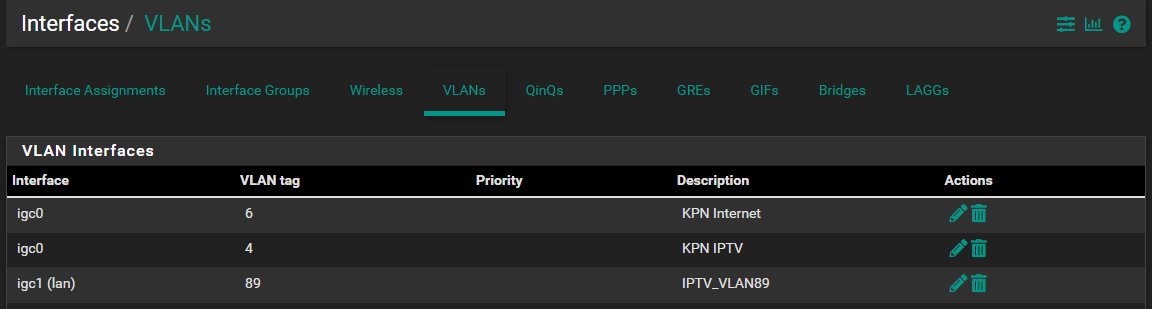 Interfaces / VLANs
Interface Assignments Interface Groups Wireless VLANs QinQs PPPs GREs GIFs Bridges LAGGs
VLAN Interfaces
Interface VLAN tag Priority Description Actions
igc0 6 KPN Internet
igc0 4 KPN IPTV
igc1 (lan) 89 IPTV_VLAN89